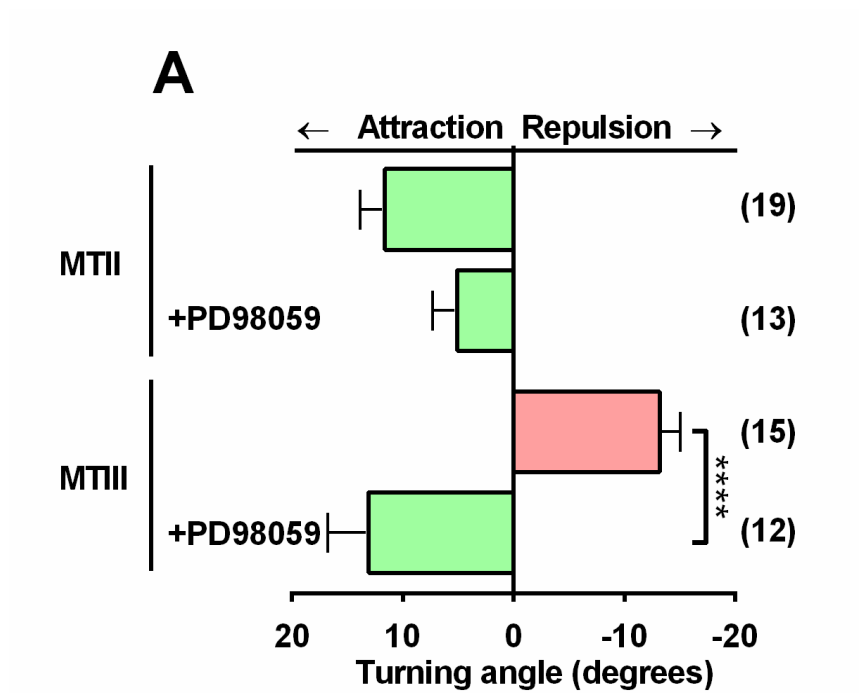 A
← Attraction Repulsion →
(19)
MTII
+PD98059 (13)
(15)
****
MTIII
+PD98059 (12)
20 10 0 -10 -20
Turning angle (degrees)